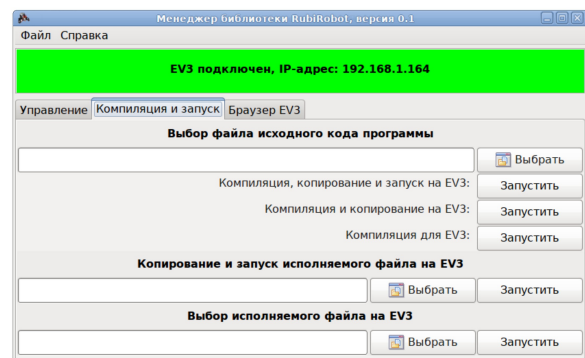 Менеджер библиотеки RubiRobot, версия 0.1
Файл Справка
EV3 подключен, IP-адрес: 192.168.1.164
Управление Компиляция и запуск Браузер EV3
Выбор файла исходного кода программы
Выбрать
Компиляция, копирование и запуск на EV3: Запустить
Компиляция и копирование на EV3: Запустить
Компиляция для EV3: Запустить
Копирование и запуск исполняемого файла на EV3
Выбрать Запустить
Выбор исполняемого файла на EV3
Выбрать Запустить